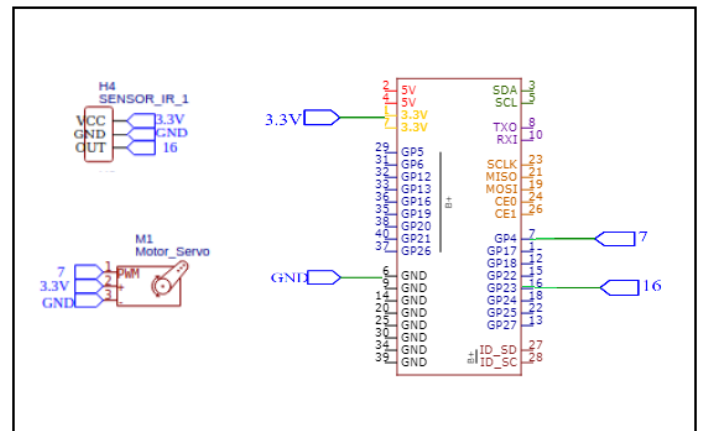 H4
SENSOR_IR_1
VCC 3.3V
GND GND
OUT 16
M1
Motor_Servo
7 1 PWM
3.3V 2 +
GND 3 -
3.3V
GND
2 5V
4 5V
1 3.3V
7 3.3V
29 GP5
31 GP6
32 GP12
33 GP13
36 GP16
35 GP19
38 GP20
40 GP21
37 GP26
6 GND
9 GND
14 GND
20 GND
25 GND
30 GND
34 GND
39 GND
B+
SDA 3
SCL 5
TXO 8
RXI 10
SCLK 23
MISO 21
MOSI 19
CE0 24
CE1 26
GP4 7
GP17
GP18 12
GP22 15
GP23 16
GP24 18
GP25 22
GP27 13
B+
ID_SD 27
ID_SC 28
7
16